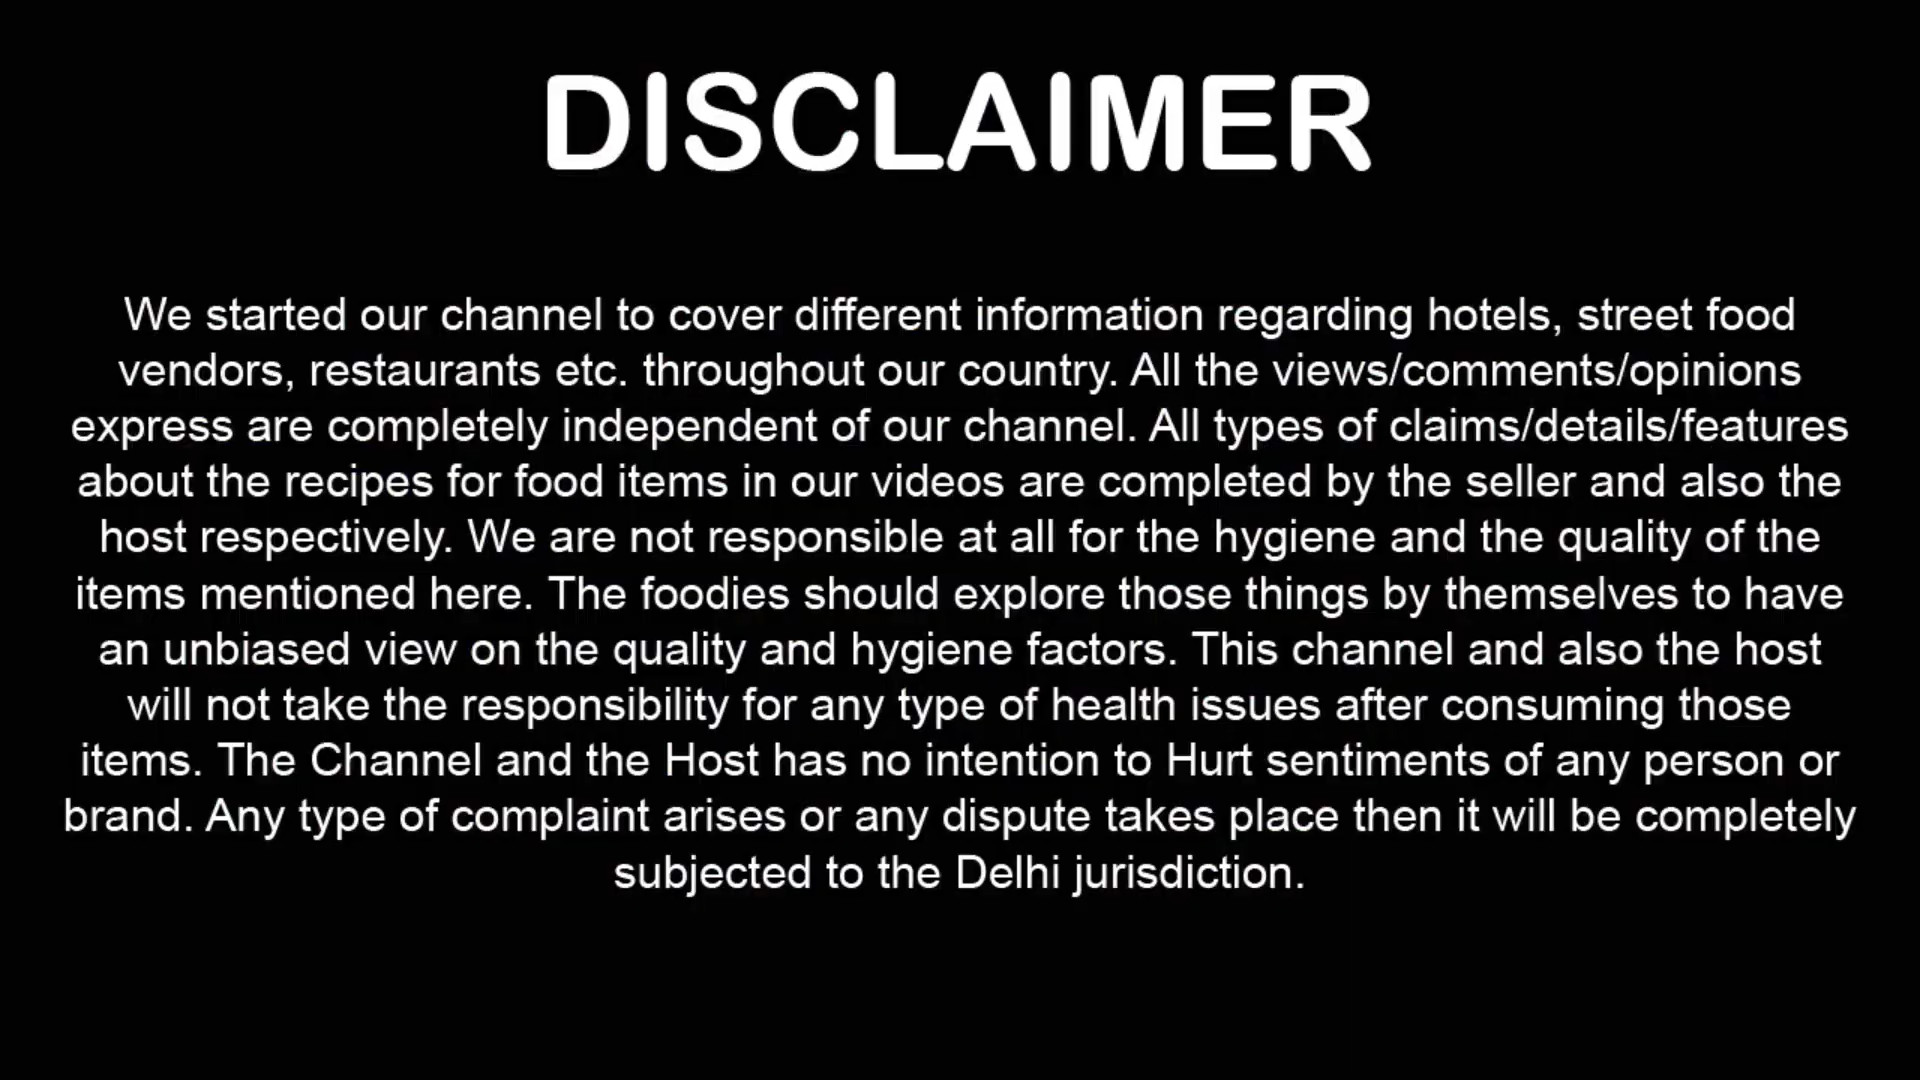 DISCLAIMER
We started our channel to cover different information regarding hotels, street food
vendors, restaurants etc. throughout our country. All the views/comments/opinions
express are completely independent of our channel. All types of claims/details/features
about the recipes for food items in our videos are completed by the seller and also the
host respectively. We are not responsible at all for the hygiene and the quality of the
items mentioned here. The foodies should explore those things by themselves to have
an unbiased view on the quality and hygiene factors. This channel and also the host
will not take the responsibility for any type of health issues after consuming those
items. The Channel and the Host has no intention to Hurt sentiments of any person or
brand. Any type of complaint arises or any dispute takes place then it will be completely
subjected to the Delhi jurisdiction.